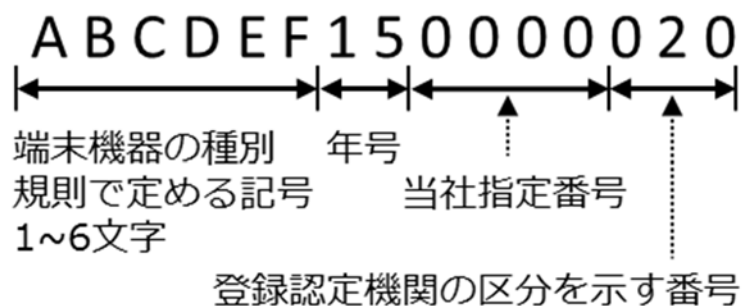 ABCDEF150000020
端末機器の種別 年号
規則で定める記号 当社指定番号
1~6文字
登録認定機関の区分を示す番号